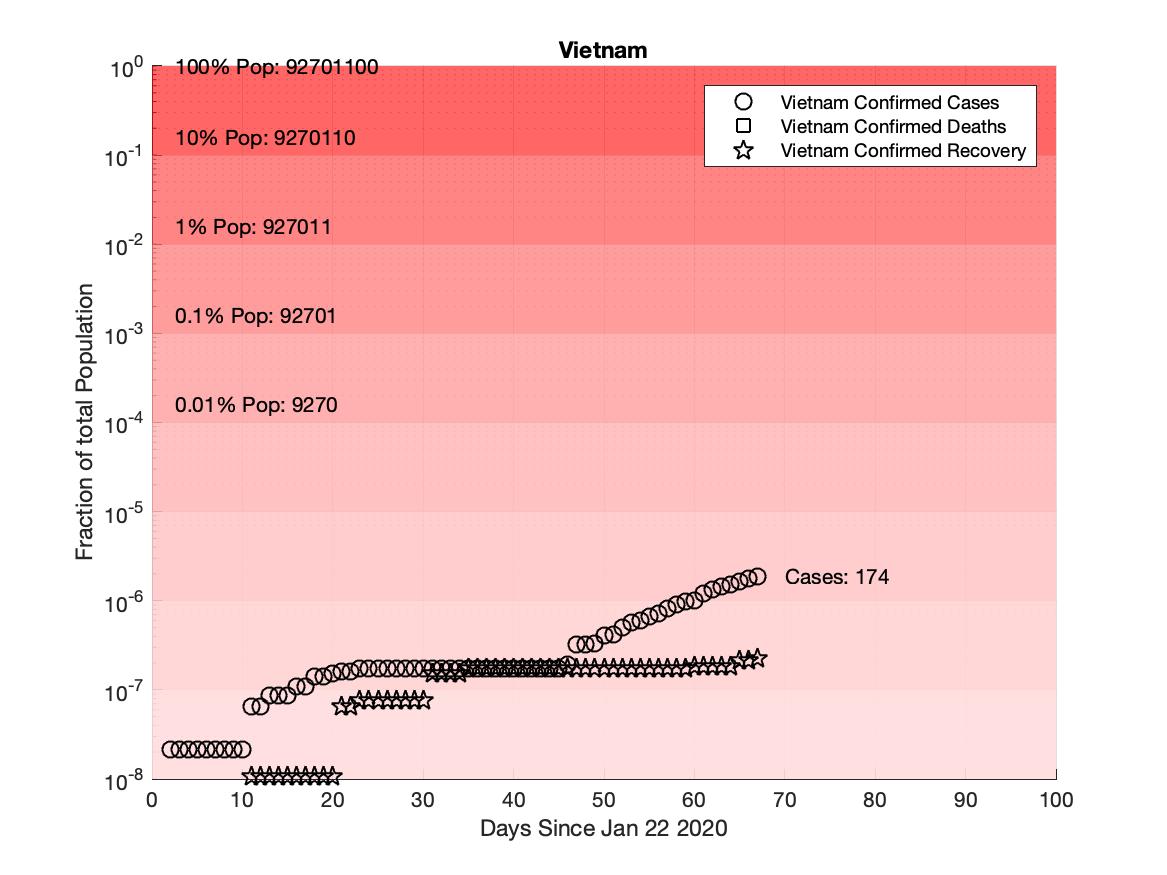 Vietnam
10^0
100% Pop: 92701100
Vietnam Confirmed Cases
Vietnam Confirmed Deaths
Vietnam Confirmed Recovery
10% Pop: 9270110
10^-1
1% Pop: 927011
10^-2
0.1% Pop: 92701
10^-3
0.01% Pop: 9270
10^-4
10^-5
Cases: 174
10^-6
10^-7
10^-8
Fraction of total Population
0 10 20 30 40 50 60 70 80 90 100
Days Since Jan 22 2020